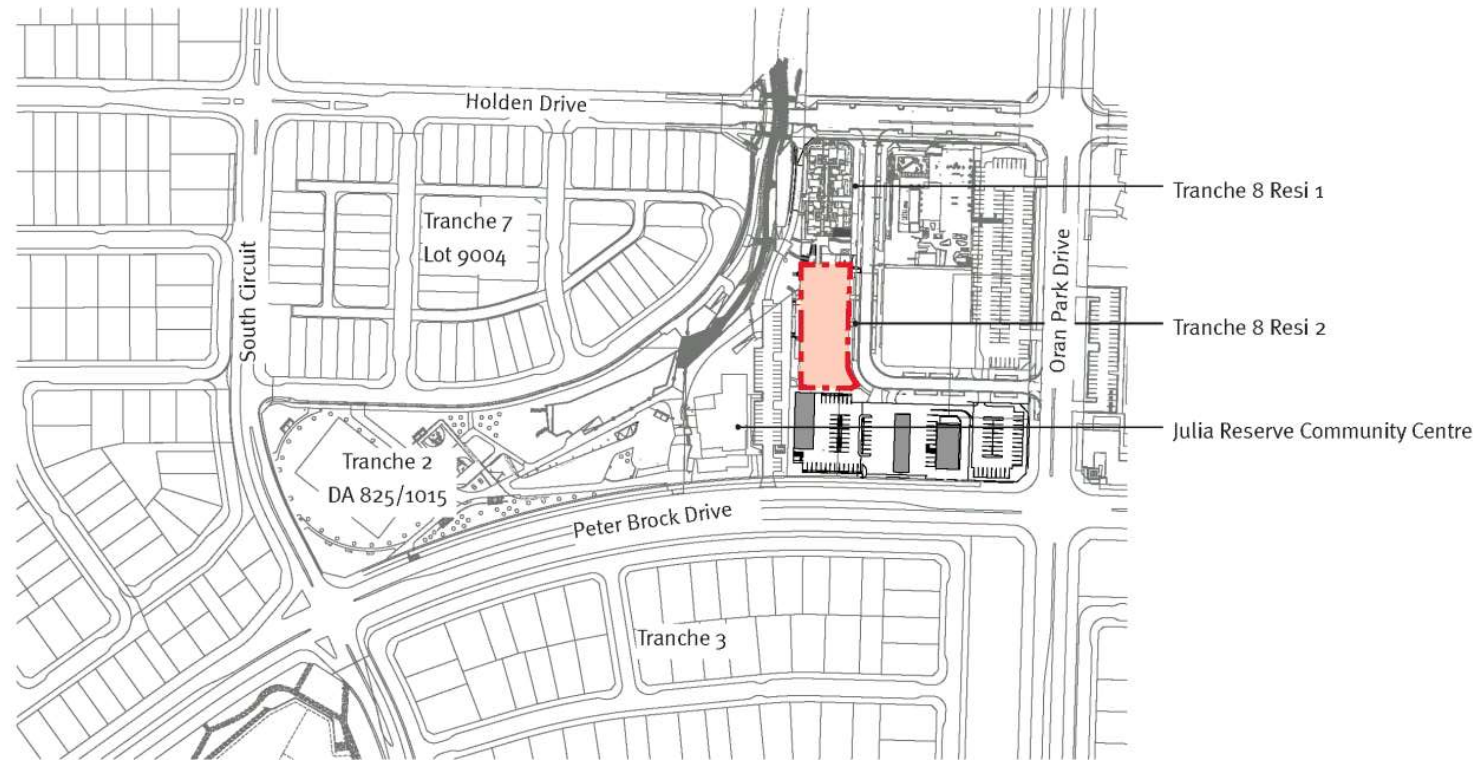 Holden Drive
Tranche 8 Resi 1
Tranche 7
Lot 9004
South Circuit
Oran Park Drive
Tranche 8 Resi 2
Julia Reserve Community Centre
Tranche 2
DA 825/1015
Peter Brock Drive
Tranche 3